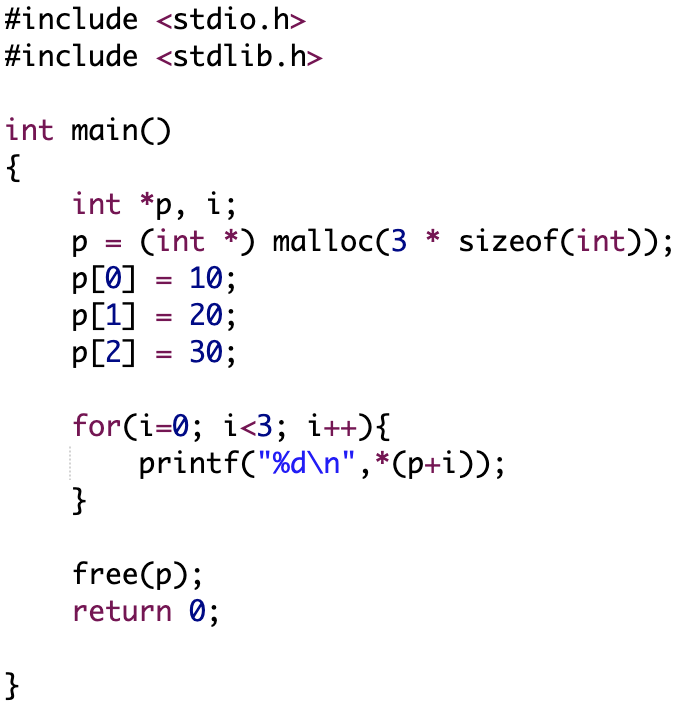 #include <stdio.h>
#include <stdlib.h>

int main()
{
    int *p, i;
    p = (int *) malloc(3 * sizeof(int));
    p[0] = 10;
    p[1] = 20;
    p[2] = 30;

    for(i=0; i<3; i++){
        printf("%d\n",*(p+i));
    }

    free(p);
    return 0;

}